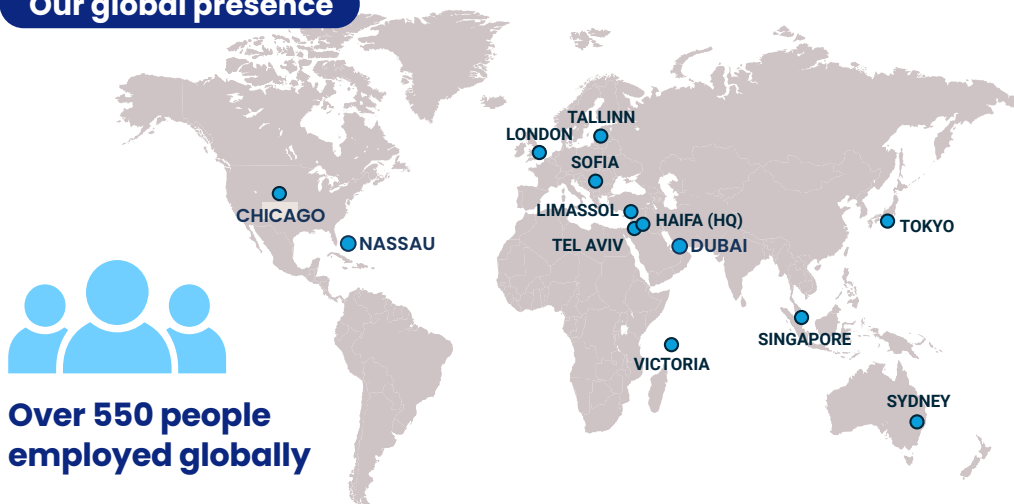 Our global presence
TALLINN
LONDON
SOFIA
CHICAGO
LIMASSOL
HAIFA (HQ)
TOKYO
NASSAU
TEL AVIV
DUBAI
SINGAPORE
VICTORIA
SYDNEY
Over 550 people
employed globally